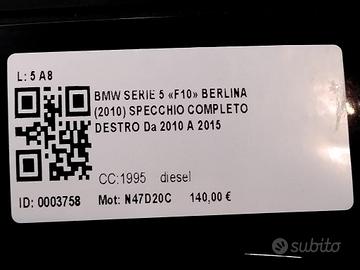 L: 5 A8
BMW SERIE 5 «F10» BERLINA
(2010) SPECCHIO COMPLETO
DESTRO Da 2010 A 2015
CC:1995 diesel
ID: 0003758 Mot: N47D20C 140,00 €
subito